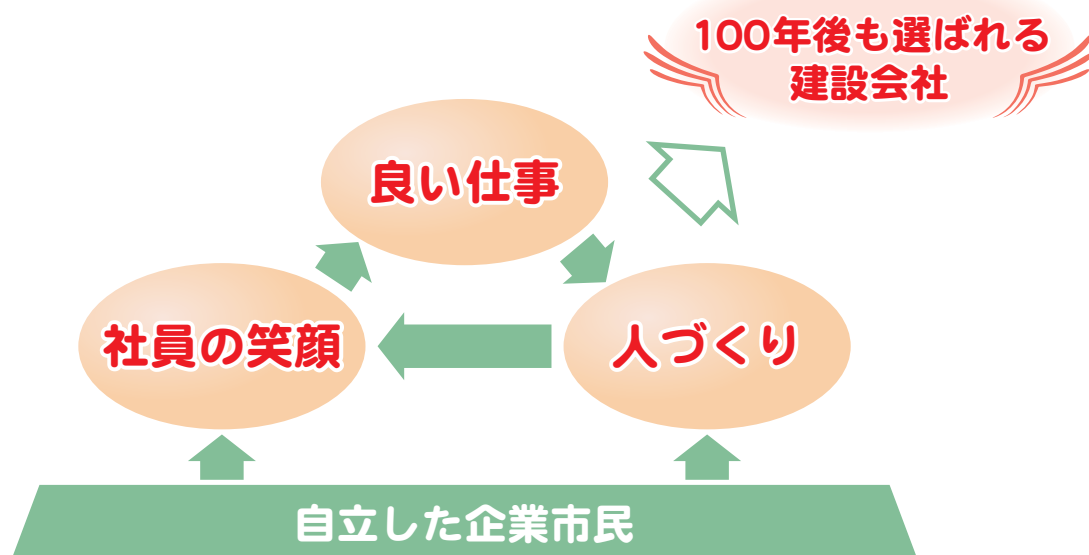 100年後も選ばれる
建設会社
良い仕事
社員の笑顔
人づくり
自立した企業市民